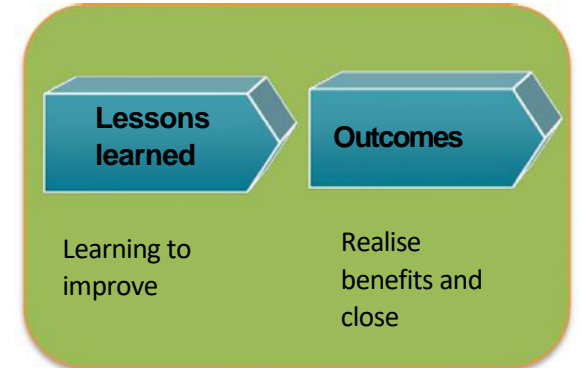 Lessons
learned
Outcomes
Learning to
improve
Realise
benefits and
close